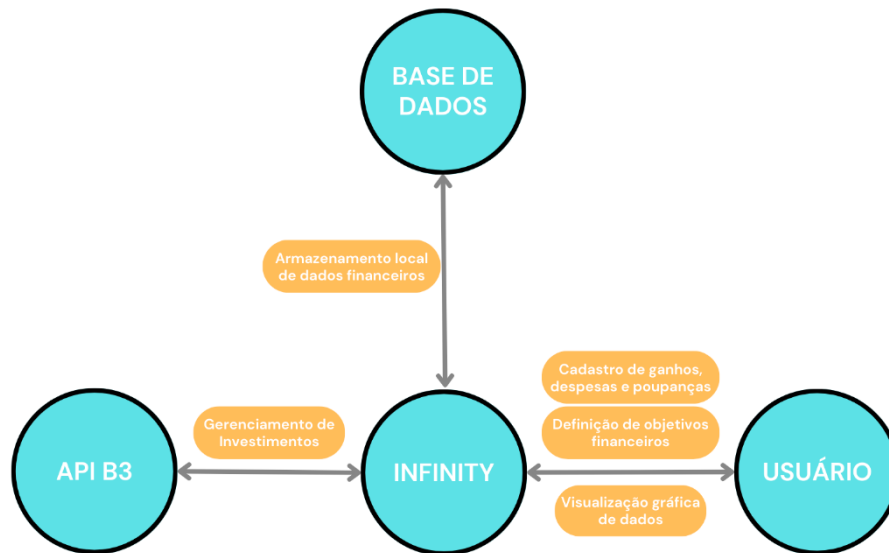 BASE DE
DADOS
Armazenamento local
de dados financeiros
Cadastro de ganhos,
despesas e poupanças
Gerenciamento de
Investimentos
Definição de objetivos
financeiros
API B3
INFINITY
USUÁRIO
Visualização gráfica
de dados